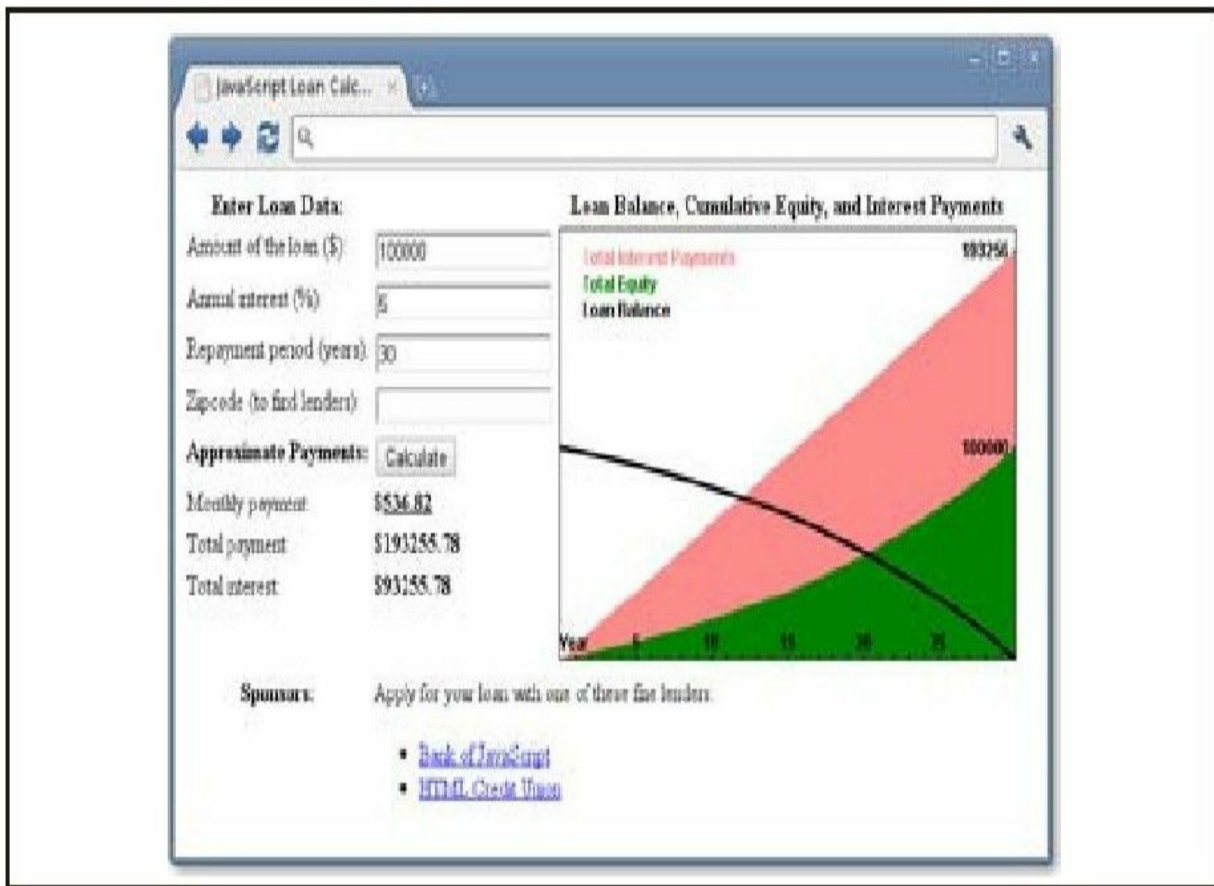 JavaScript Loan Calc...
Enter Loan Data:
Amount of the loan ($)
100000
Annual interest (%)
5
Repayment period (years)
30
Zipcode (to find lenders)
Approximate Payments:
Calculate
Monthly payment
$536.82
Total payment
$193255.78
Total interest
$93255.78
Loan Balance, Cumulative Equity, and Interest Payments
Total Interest Payments
Total Equity
Loan Balance
193256
100000
Year 5 10 15 20 25
Sponsors:
Apply for your loan with one of these fine lenders:
Bank of JavaScript
HTML Credit Union